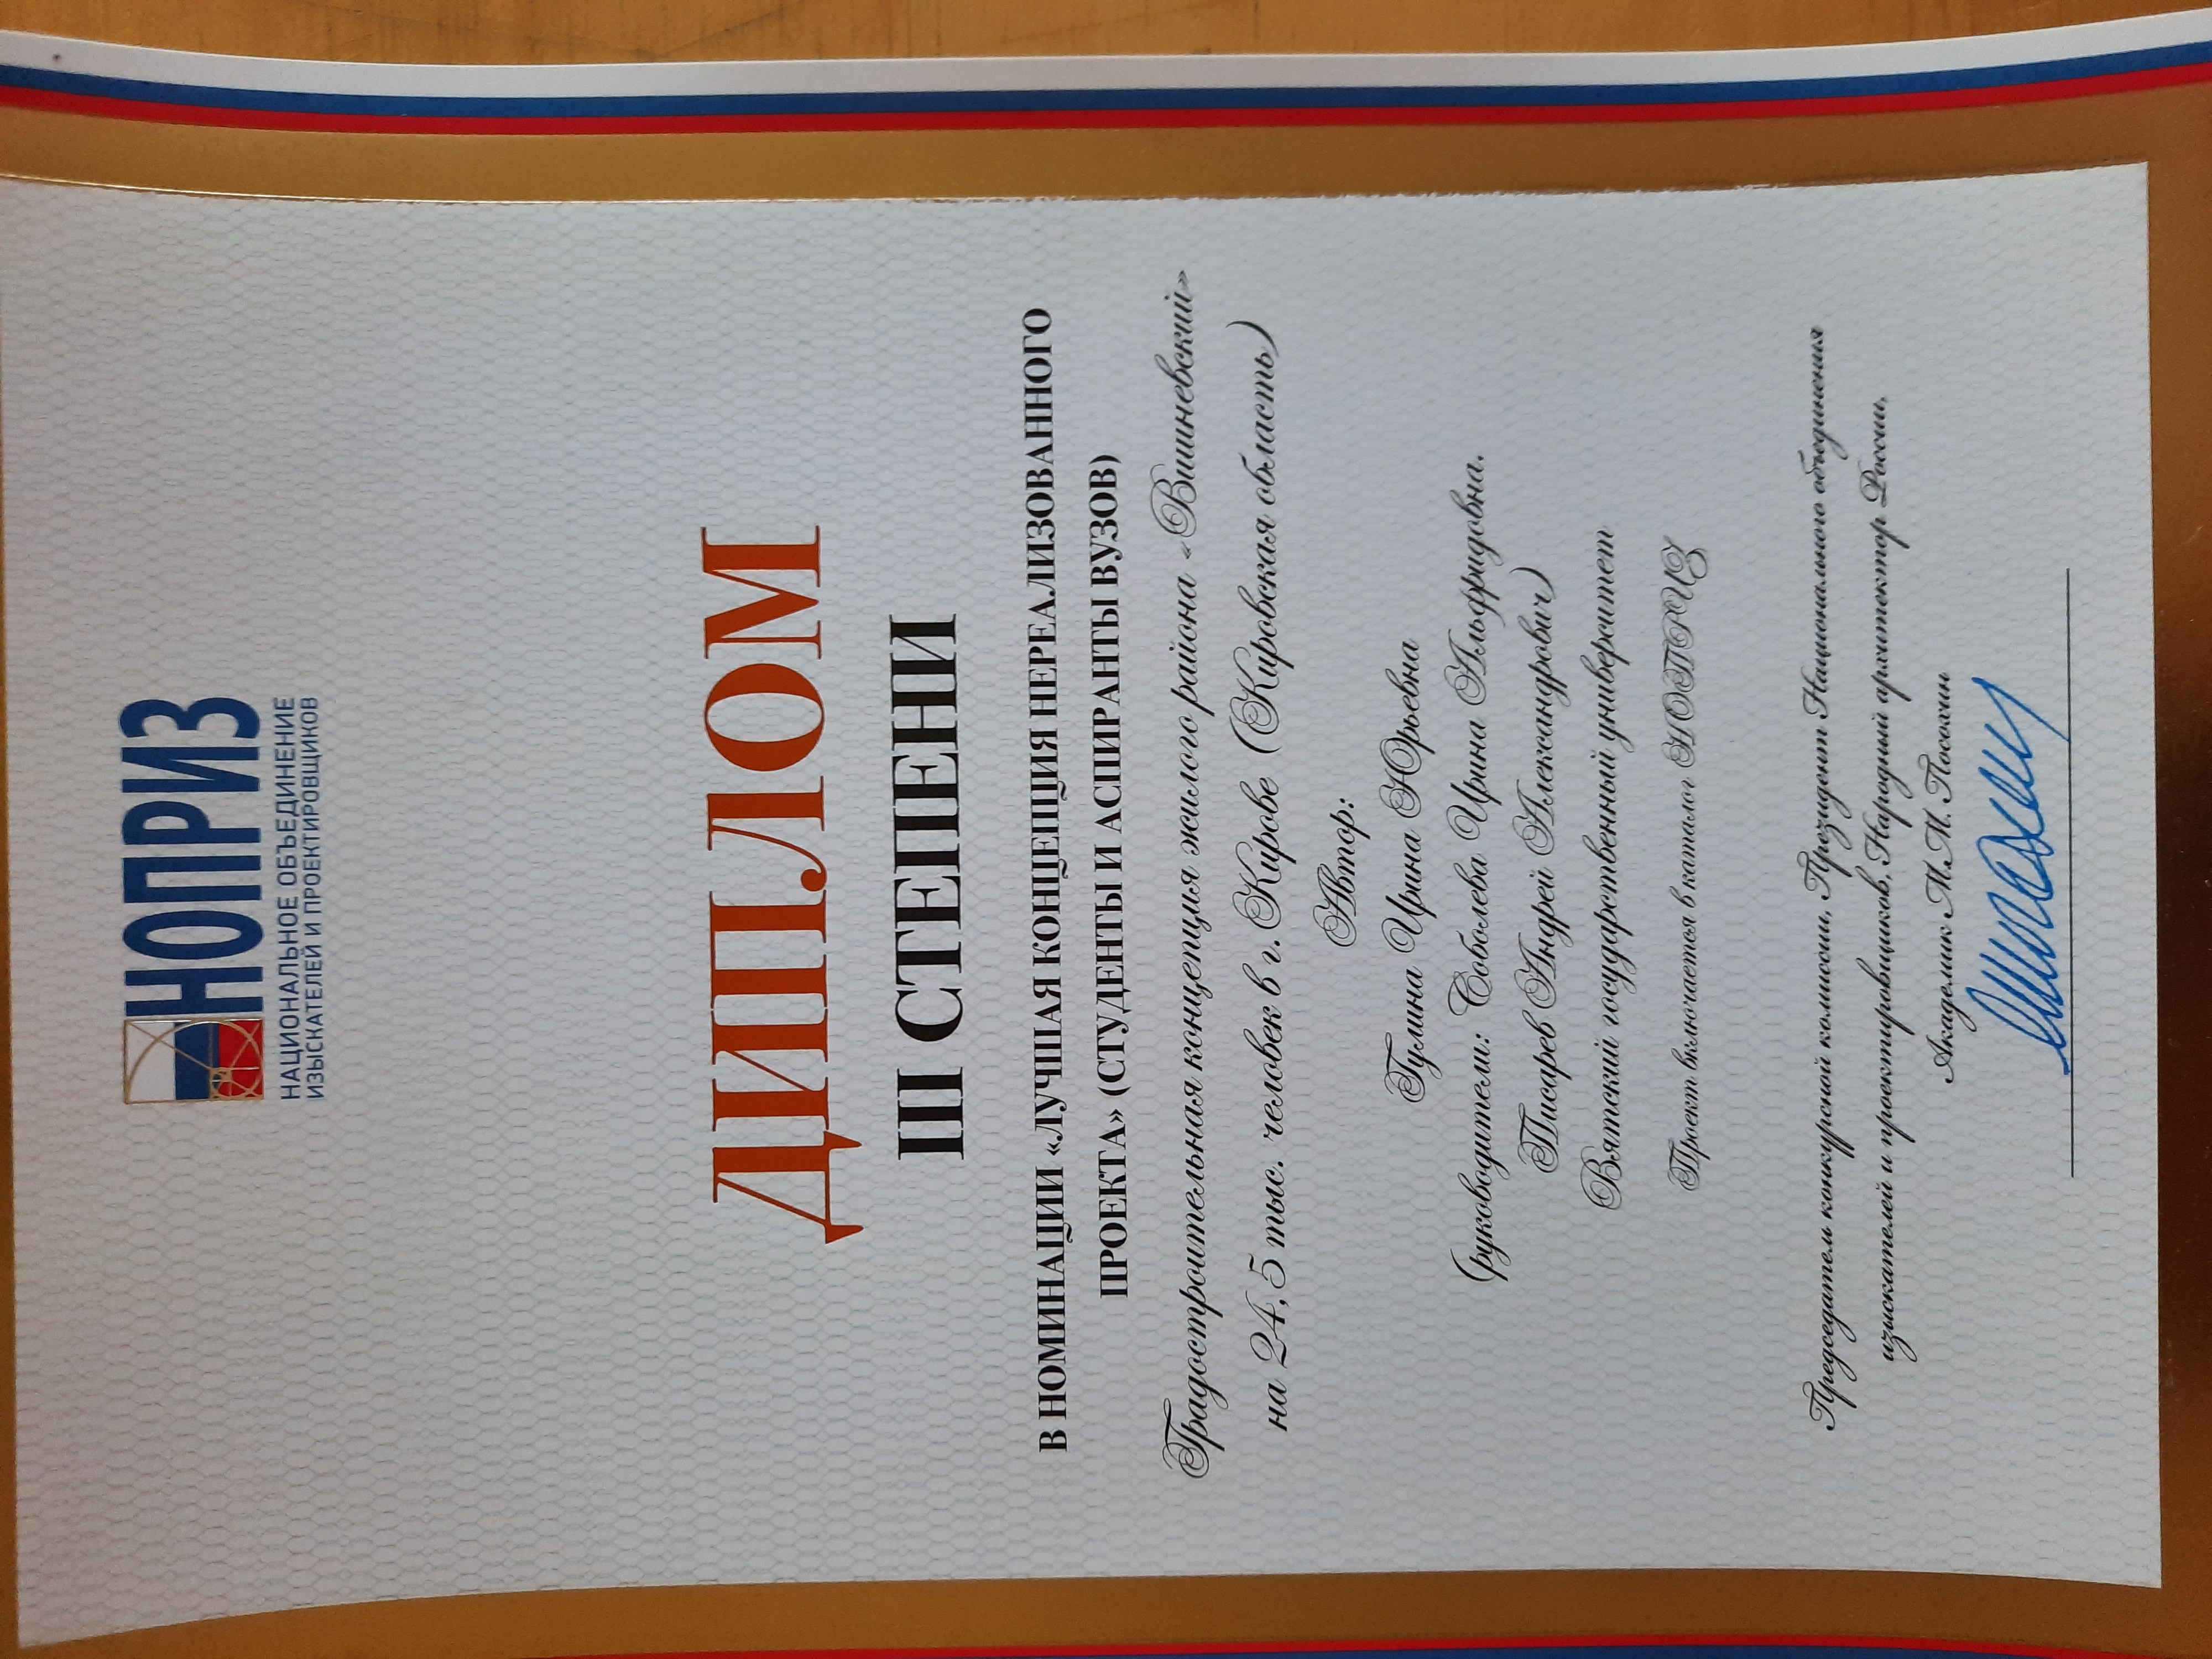 НОПРИЗ
НАЦИОНАЛЬНОЕ ОБЪЕДИНЕНИЕ
ИЗЫСКАТЕЛЕЙ И ПРОЕКТИРОВЩИКОВ
ДИПЛОМ
III СТЕПЕНИ
В НОМИНАЦИИ «ЛУЧШАЯ КОНЦЕПЦИЯ НЕРЕАЛИЗОВАННОГО
ПРОЕКТА» (СТУДЕНТЫ И АСПИРАНТЫ ВУЗОВ)
Градостроительная концепция жилого района «Вишневский»
на 24,5 тыс. человек в г. Кирове (Кировская область)
Автор:
Гулина Ирина Юрьевна
(руководители: Соболева Ирина Альфридовна.
Писарев Андрей Александрович)
Вятский государственный университет
Проект включается в каталог НОПРИЗ
Председатель конкурсной комиссии, Президент Национального объединения
изыскателей и проектировщиков, Народный архитектор России,
Академик М.М. Посохин